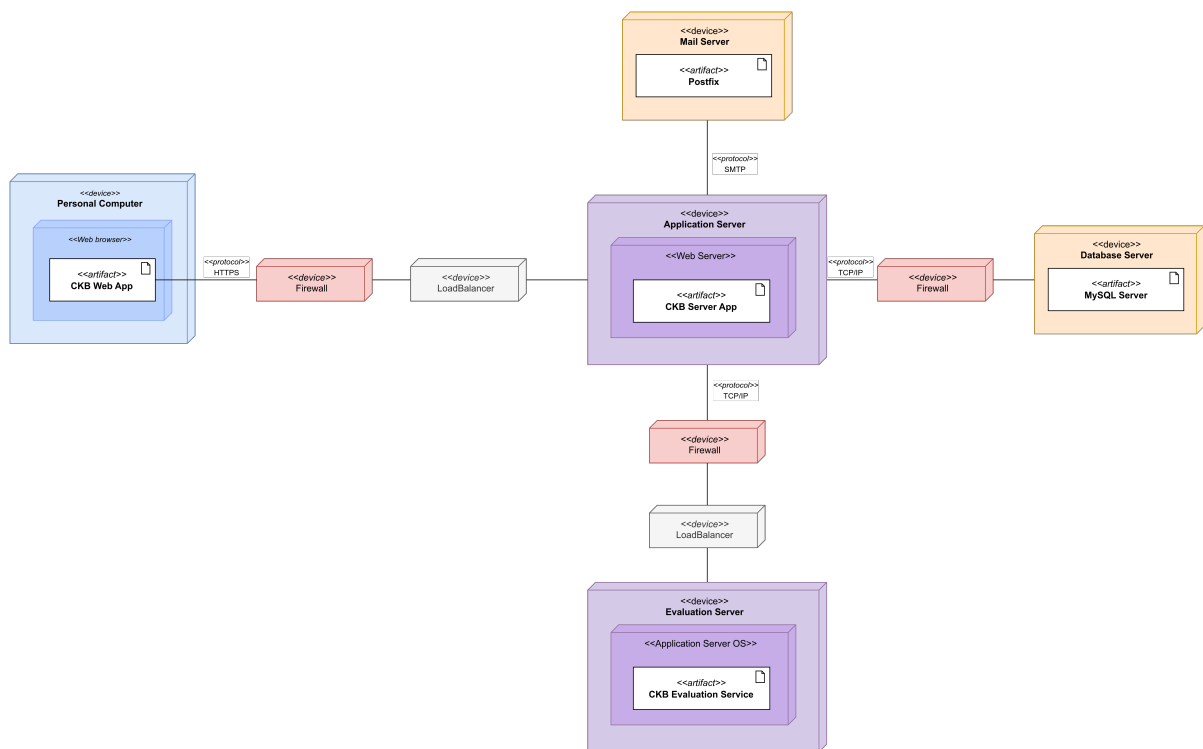 <<device>>
Mail Server
<<artifact>>
Postfix
<<protocol>>
SMTP
<<device>>
Personal Computer
<<Web browser>>
<<artifact>>
CKB Web App
<<protocol>>
HTTPS
<<device>>
Firewall
<<device>>
LoadBalancer
<<device>>
Application Server
<<Web Server>>
<<artifact>>
CKB Server App
<<protocol>>
TCP/IP
<<device>>
Firewall
<<device>>
Database Server
<<artifact>>
MySQL Server
<<protocol>>
TCP/IP
<<device>>
Firewall
<<device>>
LoadBalancer
<<device>>
Evaluation Server
<<Application Server OS>>
<<artifact>>
CKB Evaluation Service